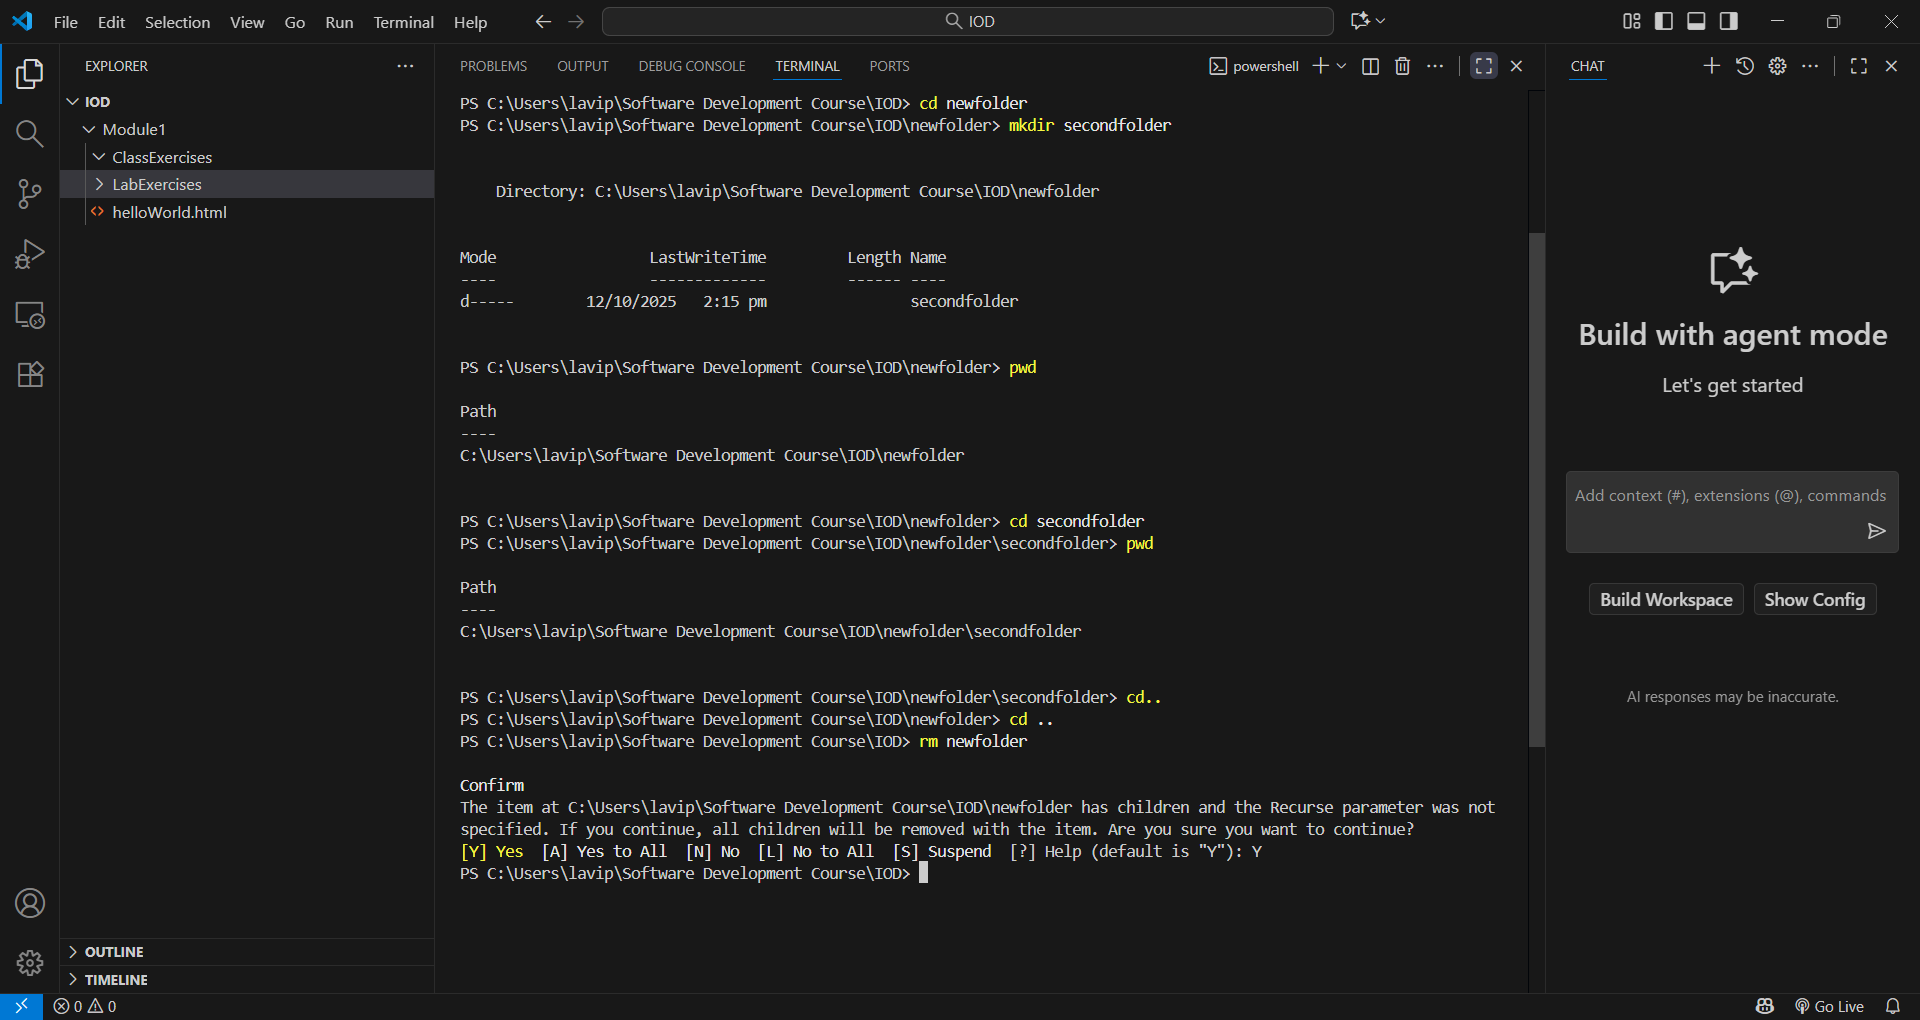 File Edit Selection View Go Run Terminal Help
IOD
EXPLORER
IOD
Module1
ClassExercises
LabExercises
helloWorld.html
OUTLINE
TIMELINE
PROBLEMS OUTPUT DEBUG CONSOLE TERMINAL PORTS
powershell
PS C:\Users\lavip\Software Development Course\IOD> cd newfolder
PS C:\Users\lavip\Software Development Course\IOD\newfolder> mkdir secondfolder
Directory: C:\Users\lavip\Software Development Course\IOD\newfolder
Mode LastWriteTime Length Name
---- ------------- ------ ----
d----- 12/10/2025 2:15 pm secondfolder
PS C:\Users\lavip\Software Development Course\IOD\newfolder> pwd
Path
----
C:\Users\lavip\Software Development Course\IOD\newfolder
PS C:\Users\lavip\Software Development Course\IOD\newfolder> cd secondfolder
PS C:\Users\lavip\Software Development Course\IOD\newfolder\secondfolder> pwd
Path
----
C:\Users\lavip\Software Development Course\IOD\newfolder\secondfolder
PS C:\Users\lavip\Software Development Course\IOD\newfolder\secondfolder> cd..
PS C:\Users\lavip\Software Development Course\IOD\newfolder> cd ..
PS C:\Users\lavip\Software Development Course\IOD> rm newfolder
Confirm
The item at C:\Users\lavip\Software Development Course\IOD\newfolder has children and the Recurse parameter was not
specified. If you continue, all children will be removed with the item. Are you sure you want to continue?
[Y] Yes [A] Yes to All [N] No [L] No to All [S] Suspend [?] Help (default is "Y"): Y
PS C:\Users\lavip\Software Development Course\IOD>
CHAT
Build with agent mode
Let's get started
Add context (#), extensions (@), commands
Build Workspace Show Config
AI responses may be inaccurate.
0 0
Go Live